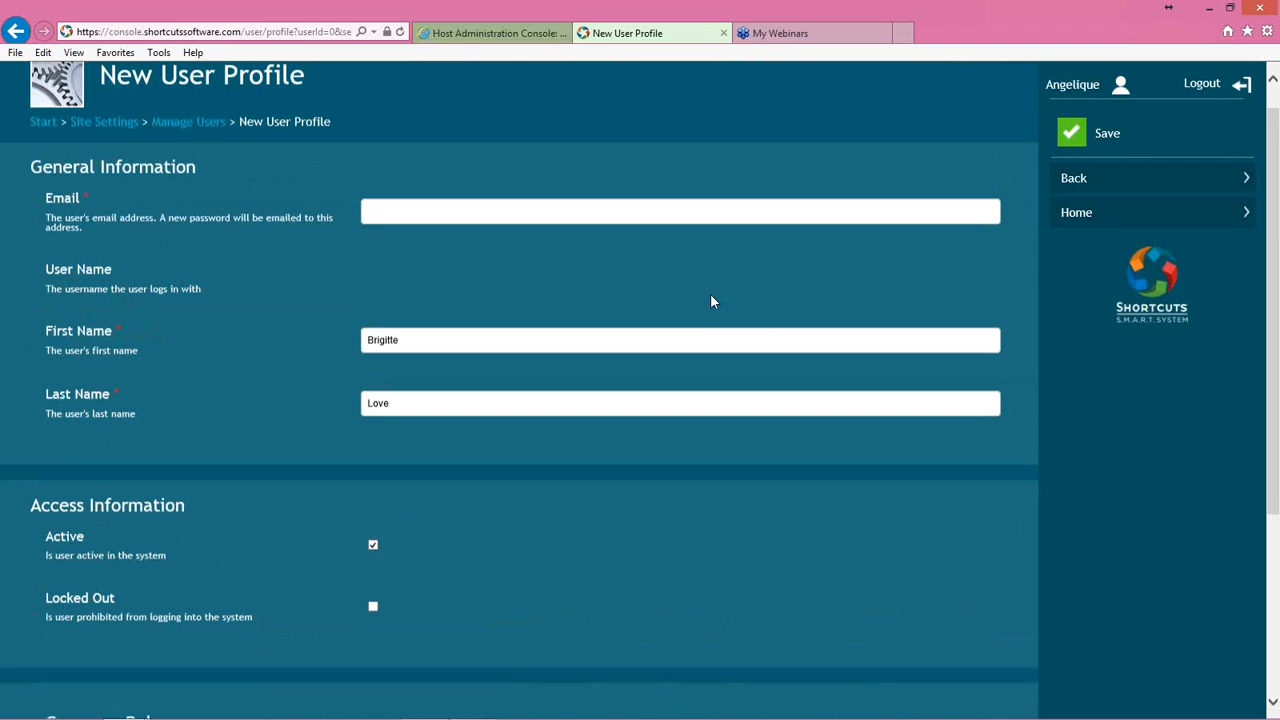 https://console.shortcutssoftware.com/user/profile?userId=0&se
Host Administration Console: ...
New User Profile
My Webinars
File Edit View Favorites Tools Help
New User Profile
Angelique
Logout
Start > Site Settings > Manage Users > New User Profile
Save
General Information
Back
Email *
The user's email address. A new password will be emailed to this
address.
Home
User Name
The username the user logs in with
SHORTCUTS
S.M.A.R.T. SYSTEM
First Name *
The user's first name
Brigitte
Last Name *
The user's last name
Love
Access Information
Active
Is user active in the system
Locked Out
Is user prohibited from logging into the system